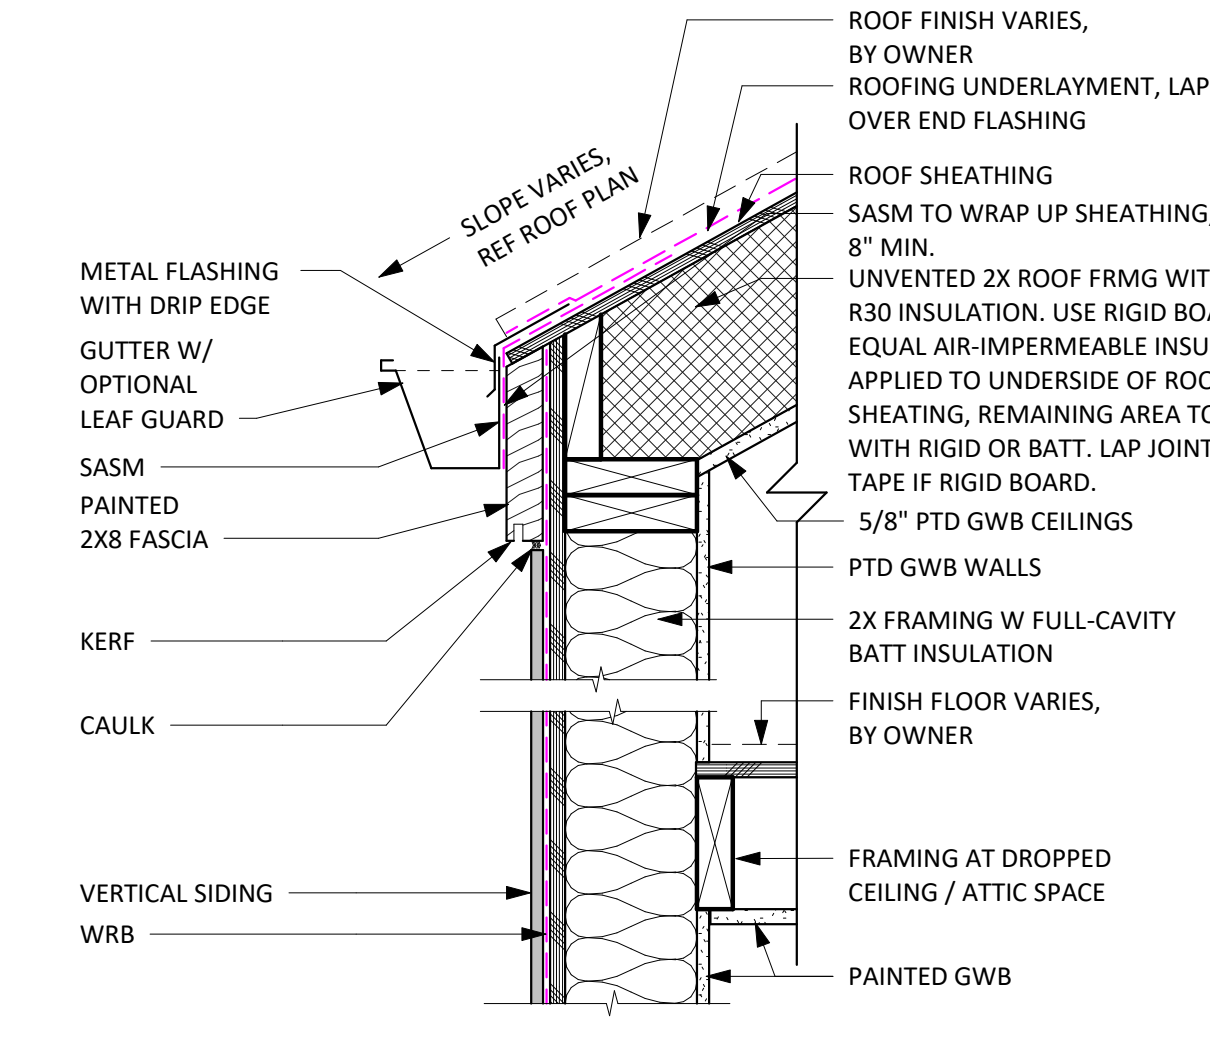 ROOF FINISH VARIES,
BY OWNER
ROOFING UNDERLAYMENT, LAP
OVER END FLASHING
ROOF SHEATHING
SASM TO WRAP UP SHEATHING,
8" MIN.
UNVENTED 2X ROOF FRMG WIT
R30 INSULATION. USE RIGID BOA
EQUAL AIR-IMPERMEABLE INSU
APPLIED TO UNDERSIDE OF ROO
SHEATING, REMAINING AREA TO
WITH RIGID OR BATT. LAP JOINT
TAPE IF RIGID BOARD.
5/8" PTD GWB CEILINGS
PTD GWB WALLS
2X FRAMING W FULL-CAVITY
BATT INSULATION
FINISH FLOOR VARIES,
BY OWNER
FRAMING AT DROPPED
CEILING / ATTIC SPACE
PAINTED GWB
SLOPE VARIES,
REF ROOF PLAN
METAL FLASHING
WITH DRIP EDGE
GUTTER W/
OPTIONAL
LEAF GUARD
SASM
PAINTED
2X8 FASCIA
KERF
CAULK
VERTICAL SIDING
WRB